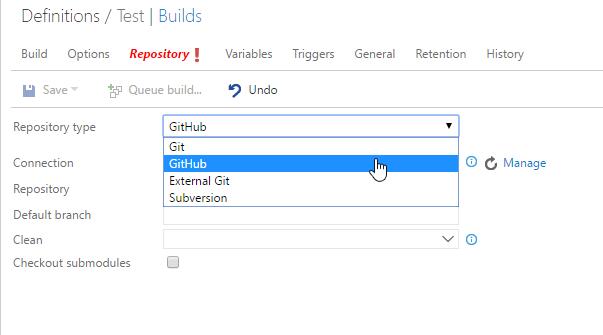 Definitions / Test | Builds
Build Options Repository ! Variables Triggers General Retention History
Save Queue build... Undo
Repository type GitHub
Git
Connection GitHub Manage
External Git
Repository Subversion
Default branch
Clean
Checkout submodules